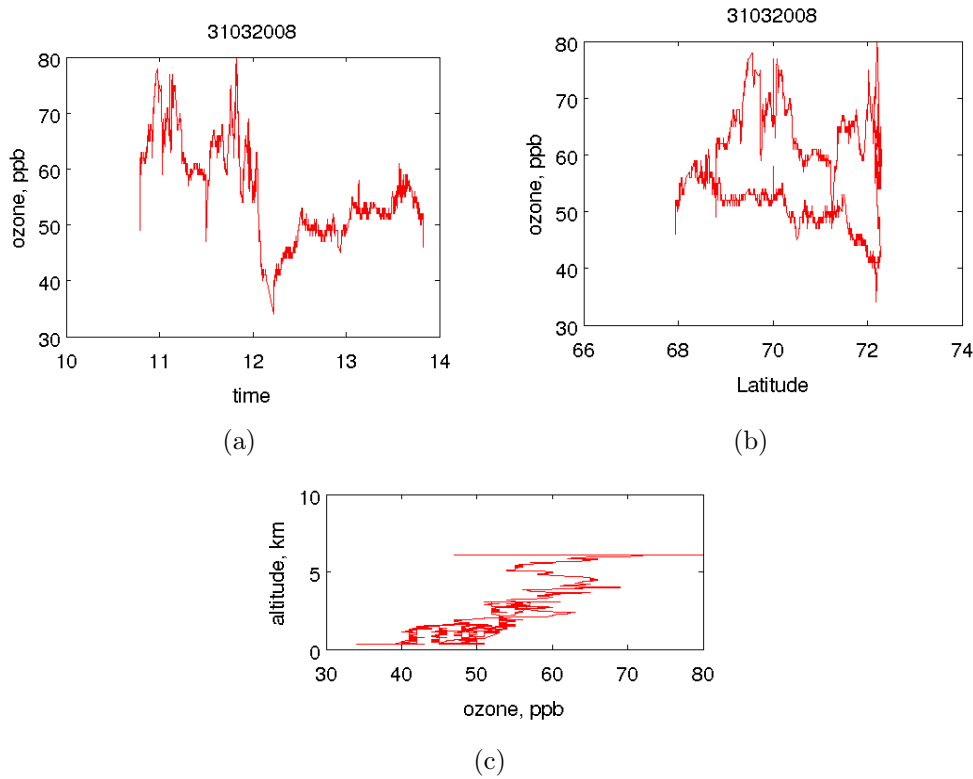 31032008
80
70
60
50
40
30
ozone, ppb
10 11 12 13 14
time
(a)
31032008
80
70
60
50
40
30
ozone, ppb
66 68 70 72 74
Latitude
(b)
10
5
0
altitude, km
30 40 50 60 70 80
ozone, ppb
(c)